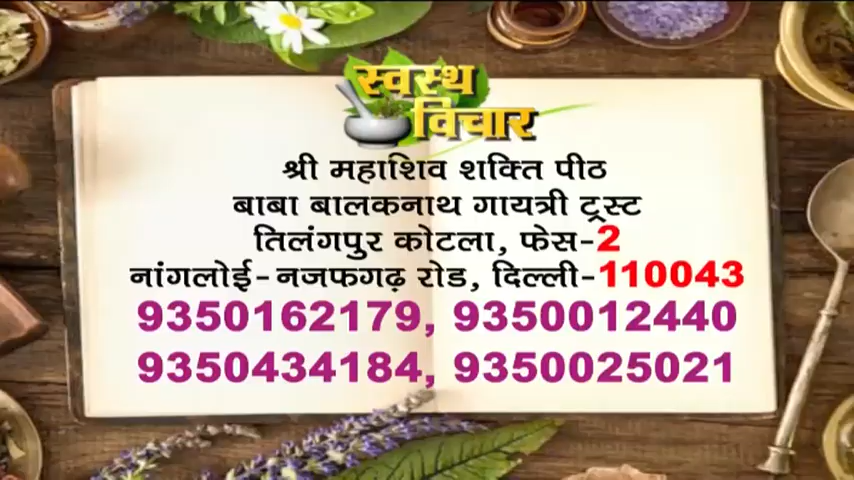 स्वस्थ
विचार
श्री महाशिव शक्ति पीठ
बाबा बालकनाथ गायत्री ट्रस्ट
तिलंगपुर कोटला, फेस-2
नांगलोई-नजफगढ़ रोड, दिल्ली-110043
9350162179, 9350012440
9350434184, 9350025021